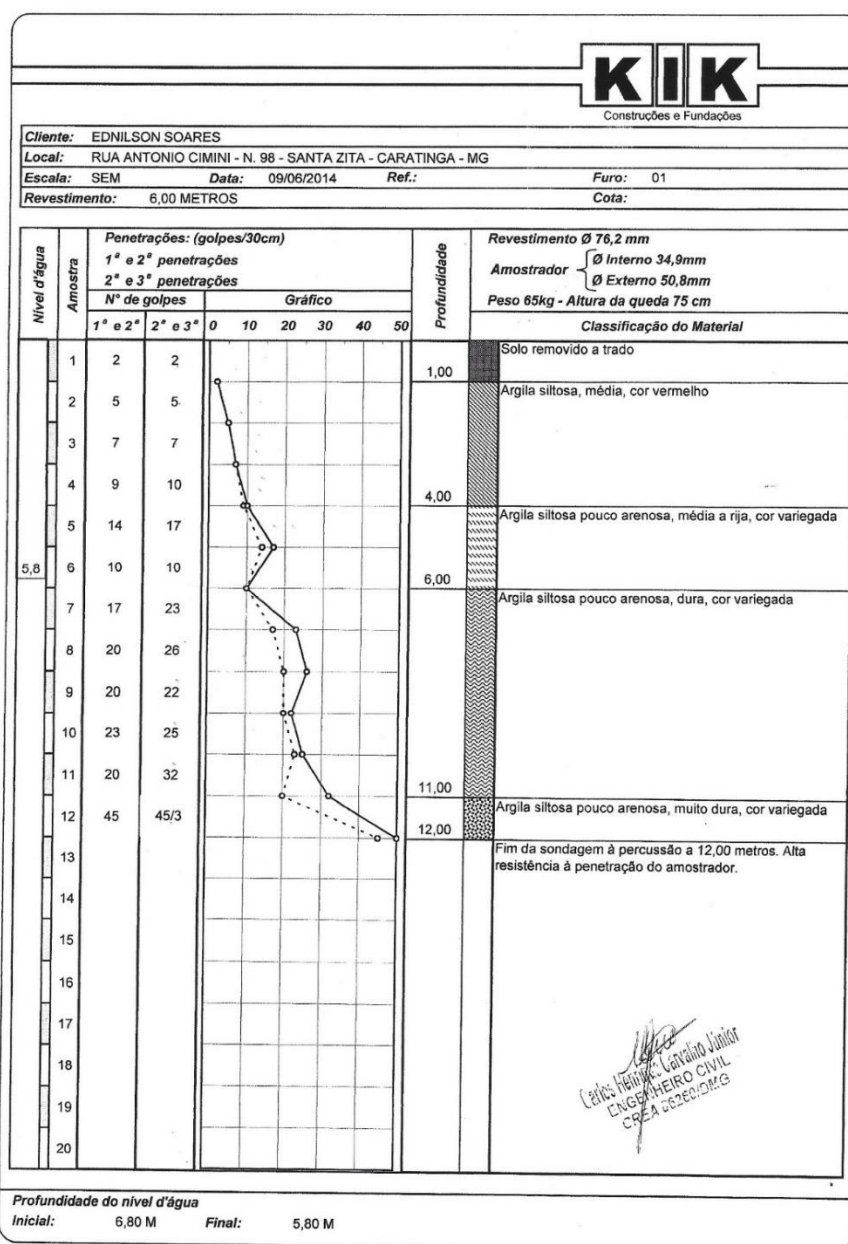 KIK
Construções e Fundações
Cliente: EDNILSON SOARES
Local: RUA ANTONIO CIMINI - N. 98 - SANTA ZITA - CARATINGA - MG
Escala: SEM Data: 09/06/2014 Ref.: Furo: 01
Revestimento: 6,00 METROS Cota:
Nível d'água
Amostra
Penetrações: (golpes/30cm)
1ª e 2ª penetrações
2ª e 3ª penetrações
N° de golpes Gráfico
1ª e 2ª 2ª e 3ª 0 10 20 30 40 50
Profundidade
Revestimento Ø 76,2 mm
Amostrador Ø Interno 34,9mm
Ø Externo 50,8mm
Peso 65kg - Altura da queda 75 cm
Classificação do Material
1 2 2 1,00 Solo removido a trado
2 5 5 Argila siltosa, média, cor vermelho
3 7 7
4 9 10 4,00
5 14 17 Argila siltosa pouco arenosa, média a rija, cor variegada
5,8 6 10 10 6,00
7 17 23 Argila siltosa pouco arenosa, dura, cor variegada
8 20 26
9 20 22
10 23 25
11 20 32 11,00
12 45 45/3 12,00 Argila siltosa pouco arenosa, muito dura, cor variegada
13 Fim da sondagem à percussão a 12,00 metros. Alta
resistência à penetração do amostrador.
14
15
16
17
18
19
20
Carlos Henrique Carvalho Júnior
ENGENHEIRO CIVIL
CREA
Profundidade do nível d'água
Inicial: 6,80 M Final: 5,80 M